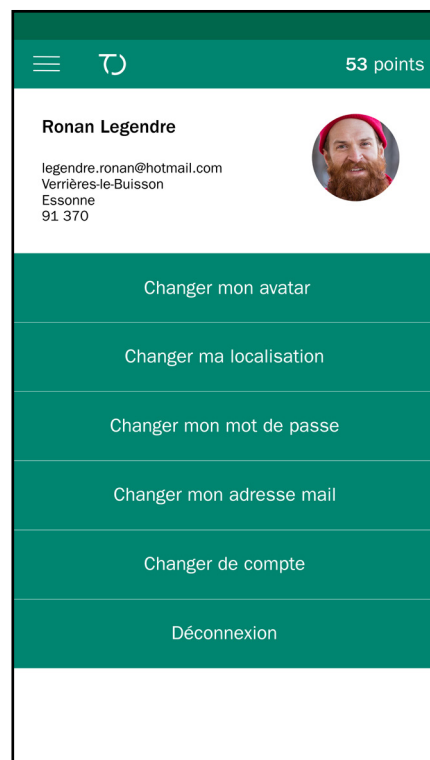 53 points
Ronan Legendre
legendre.ronan@hotmail.com
Verrières-le-Buisson
Essonne
91 370
Changer mon avatar
Changer ma localisation
Changer mon mot de passe
Changer mon adresse mail
Changer de compte
Déconnexion